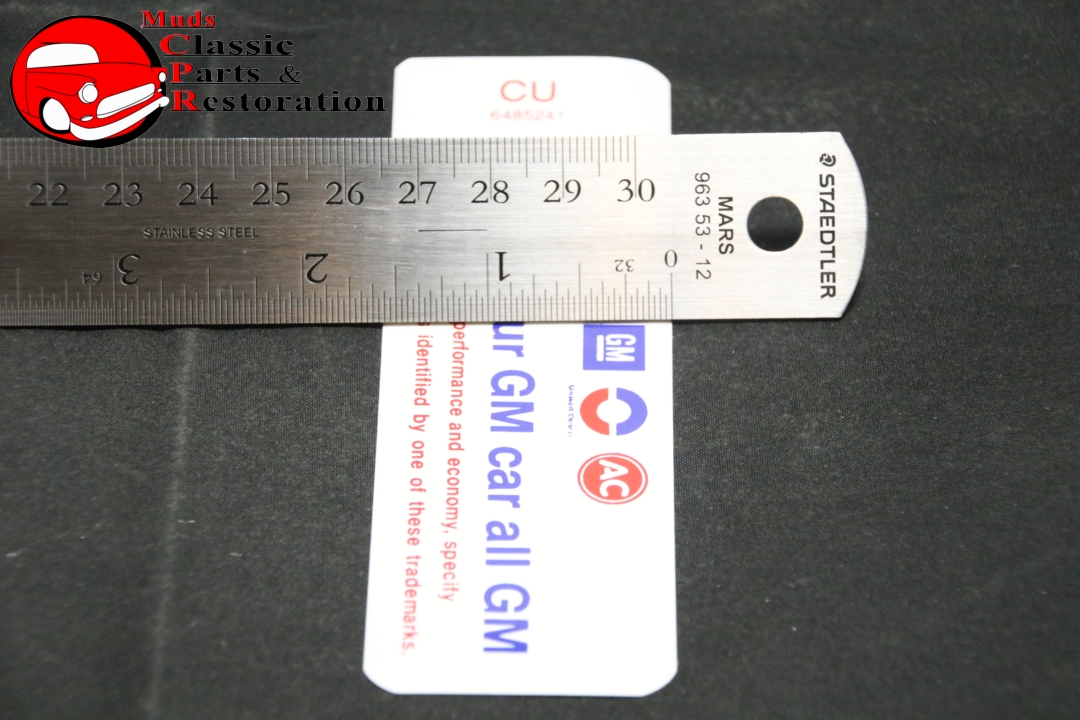 Muds
Classic
Parts &
Restoration
CU
6485241
22 23 24 25 26 27 28 29 30
STAINLESS STEEL
64 3 2 1 32 0
MARS
963 53 - 12
STAEDTLER
GM
AC
ur GM car all GM
performance and economy, specify
s identified by one of these trademarks.